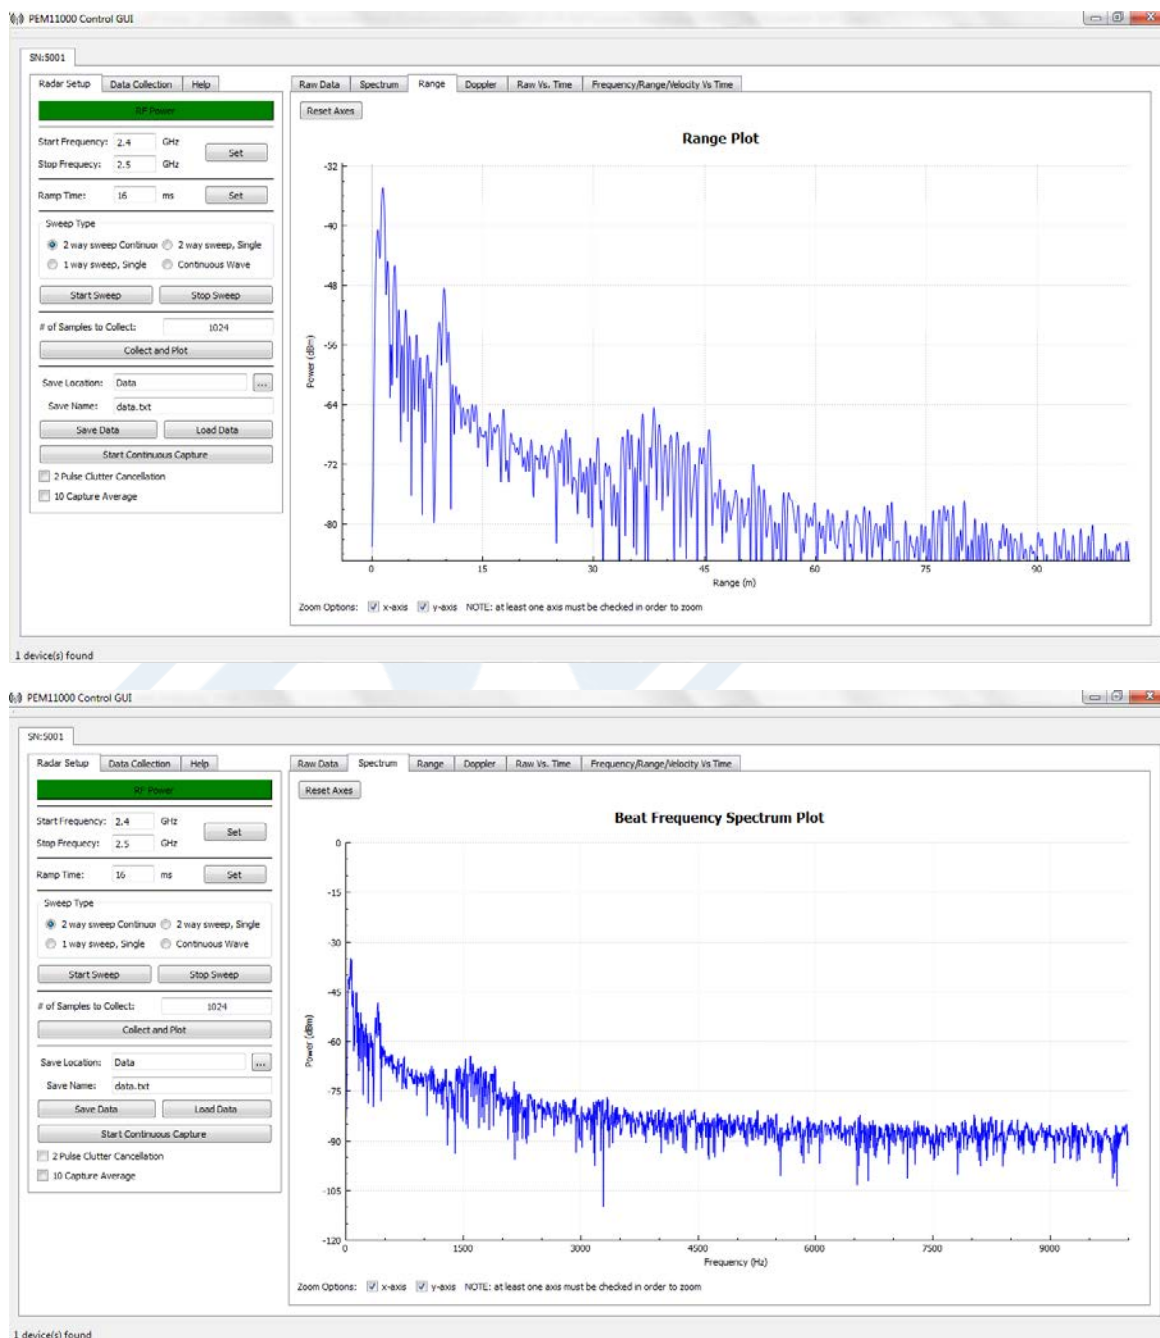 PEM11000 Control GUI
SN:5001
Radar Setup Data Collection Help
Raw Data Spectrum Range Doppler Raw Vs. Time Frequency/Range/Velocity Vs Time
RF Power
Reset Axes
Range Plot
Start Frequency: 2.4 GHz
Set
Stop Frequecy: 2.5 GHz
Ramp Time: 16 ms Set
Sweep Type
2 way sweep Continuo 2 way sweep, Single
1 way sweep, Single Continuous Wave
Start Sweep Stop Sweep
# of Samples to Collect: 1024
Collect and Plot
Save Location: Data ...
Save Name: data.txt
Save Data Load Data
Start Continuous Capture
2 Pulse Clutter Cancellation
10 Capture Average
Power (dBm)
-32
-40
-48
-56
-64
-72
-80
0 15 30 45 60 75 90
Range (m)
Zoom Options: x-axis y-axis NOTE: at least one axis must be checked in order to zoom
1 device(s) found
PEM11000 Control GUI
SN:5001
Radar Setup Data Collection Help
Raw Data Spectrum Range Doppler Raw Vs. Time Frequency/Range/Velocity Vs Time
RF Power
Reset Axes
Beat Frequency Spectrum Plot
Start Frequency: 2.4 GHz
Set
Stop Frequecy: 2.5 GHz
Ramp Time: 16 ms Set
Sweep Type
2 way sweep Continuo 2 way sweep, Single
1 way sweep, Single Continuous Wave
Start Sweep Stop Sweep
# of Samples to Collect: 1024
Collect and Plot
Save Location: Data ...
Save Name: data.txt
Save Data Load Data
Start Continuous Capture
2 Pulse Clutter Cancellation
10 Capture Average
Power (dBm)
0
-15
-30
-45
-60
-75
-90
-105
-120
0 1500 3000 4500 6000 7500 9000
Frequency (Hz)
Zoom Options: x-axis y-axis NOTE: at least one axis must be checked in order to zoom
1 device(s) found